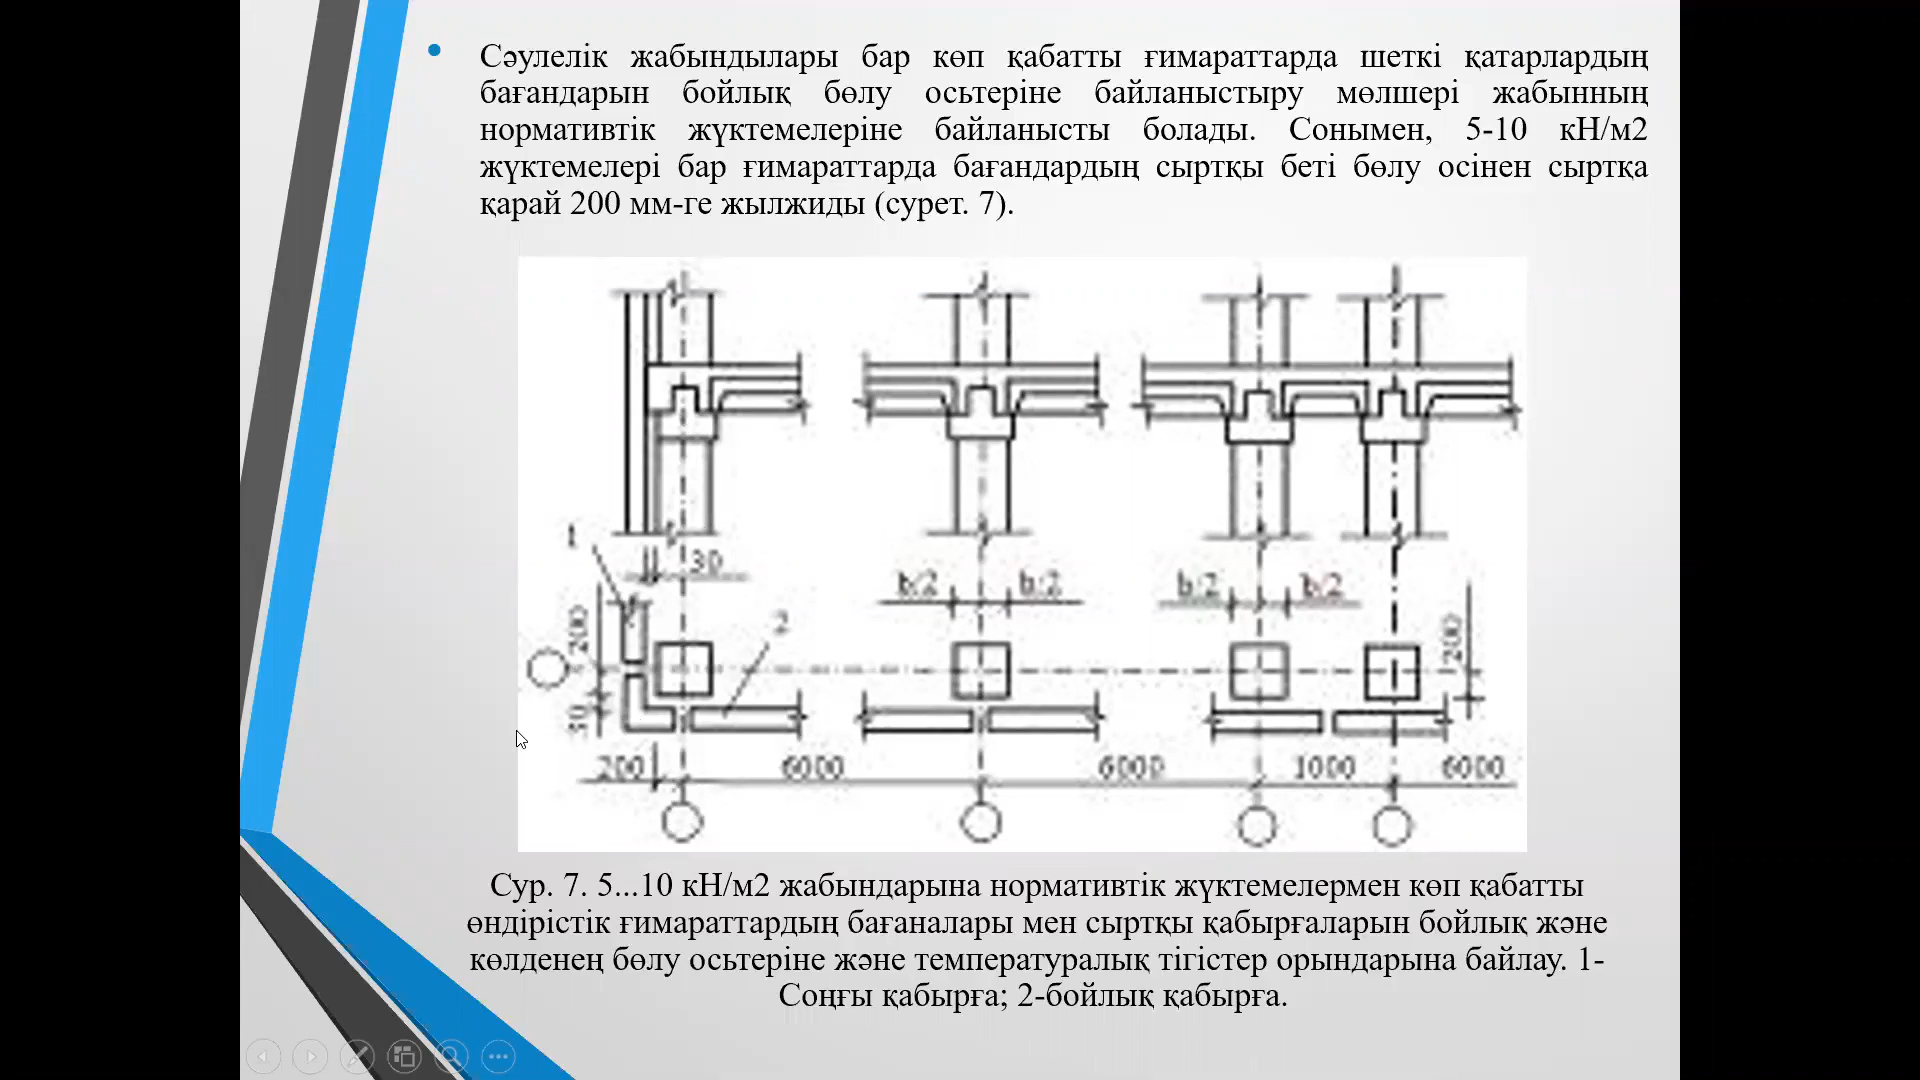 Сәулелік жабындылары бар көп қабатты ғимараттарда шеткі қатарлардың
бағандарын бойлық бөлу осьтеріне байланыстыру мөлшері жабынның
нормативтік жүктемелеріне байланысты болады. Сонымен, 5-10 кН/м2
жүктемелері бар ғимараттарда бағандардың сыртқы беті бөлу осінен сыртқа
қарай 200 мм-ге жылжиды (сурет. 7).
1
30
b/2 b/2
b/2 b/2
200
2
200
30
200 6000 6000 1000 6000
Сур. 7. 5...10 кН/м2 жабындарына нормативтік жүктемелермен көп қабатты
өндірістік ғимараттардың бағаналары мен сыртқы қабырғаларын бойлық және
көлденең бөлу осьтеріне және температуралық тігістер орындарына байлау. 1-
Соңғы қабырға; 2-бойлық қабырға.